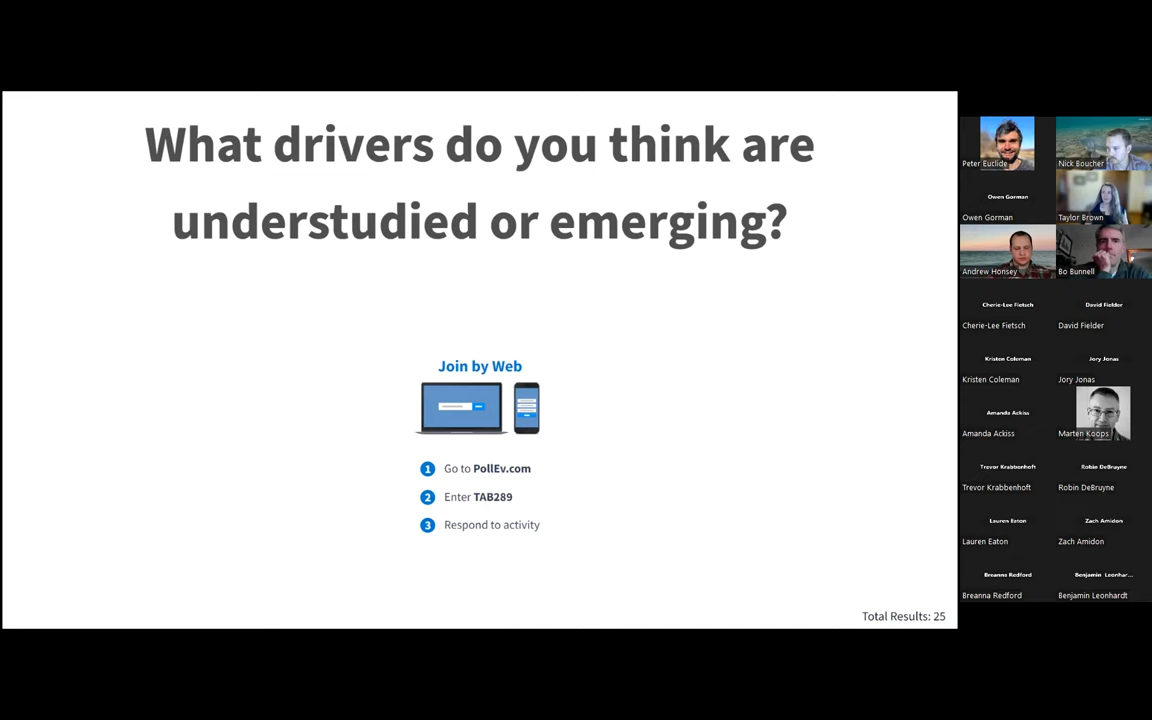 What drivers do you think are
understudied or emerging?
Join by Web
1 Go to PollEv.com
2 Enter TAB289
3 Respond to activity
Total Results: 25
Peter Euclide
Nick Boucher
Owen Gorman
Owen Gorman
Taylor Brown
Andrew Honsey
Bo Bunnell
Cherie-Lee Fietsch
David Fielder
Cherie-Lee Fietsch
David Fielder
Kristen Coleman
Jory Jonas
Kristen Coleman
Jory Jonas
Amanda Ackiss
Amanda Ackiss
Marten Koops
Trevor Krabbenhoft
Robin DeBruyne
Trevor Krabbenhoft
Robin DeBruyne
Lauren Eaton
Zach Amidon
Lauren Eaton
Zach Amidon
Breanna Redford
Benjamin Leonhar...
Breanna Redford
Benjamin Leonhardt